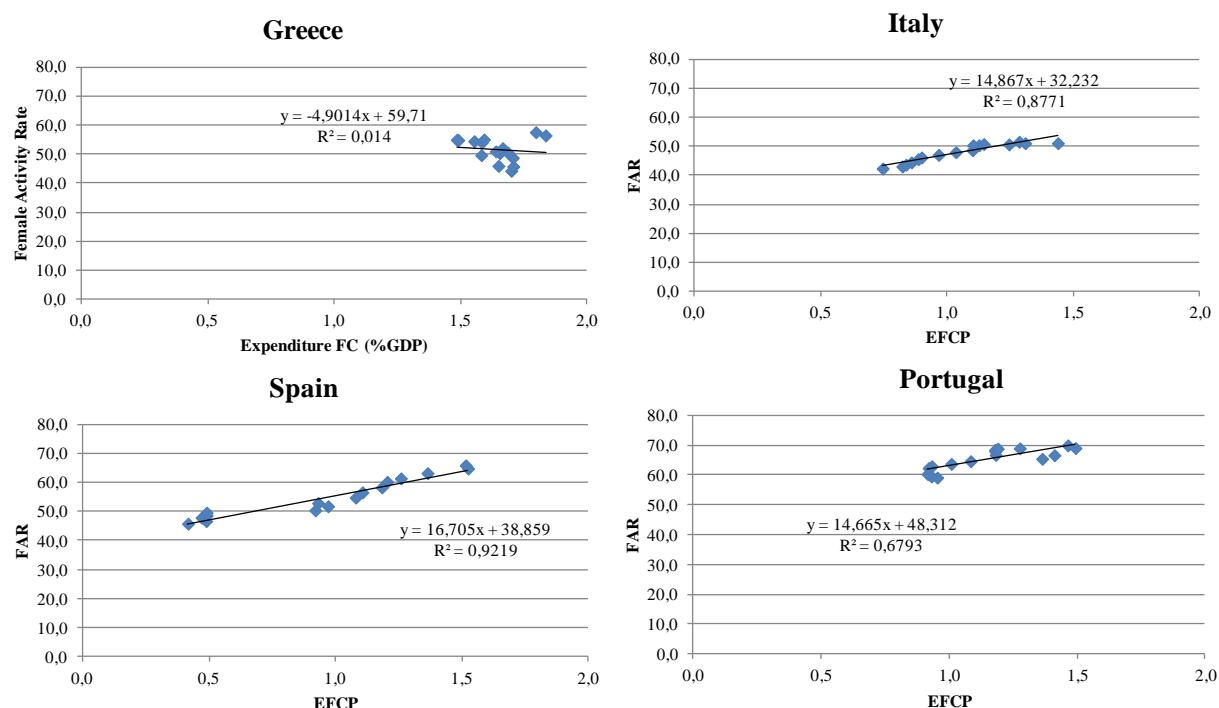 Greece
80,0
70,0
60,0
50,0
40,0
30,0
20,0
10,0
0,0
Female Activity Rate
y = -4,9014x + 59,71
R² = 0,014
0,0 0,5 1,0 1,5 2,0
Expenditure FC (%GDP)
Italy
80,0
70,0
60,0
50,0
40,0
30,0
20,0
10,0
0,0
FAR
y = 14,867x + 32,232
R² = 0,8771
0,0 0,5 1,0 1,5 2,0
EFCP
Spain
80,0
70,0
60,0
50,0
40,0
30,0
20,0
10,0
0,0
FAR
y = 16,705x + 38,859
R² = 0,9219
0,0 0,5 1,0 1,5 2,0
EFCP
Portugal
80,0
70,0
60,0
50,0
40,0
30,0
20,0
10,0
0,0
FAR
y = 14,665x + 48,312
R² = 0,6793
0,0 0,5 1,0 1,5 2,0
EFCP